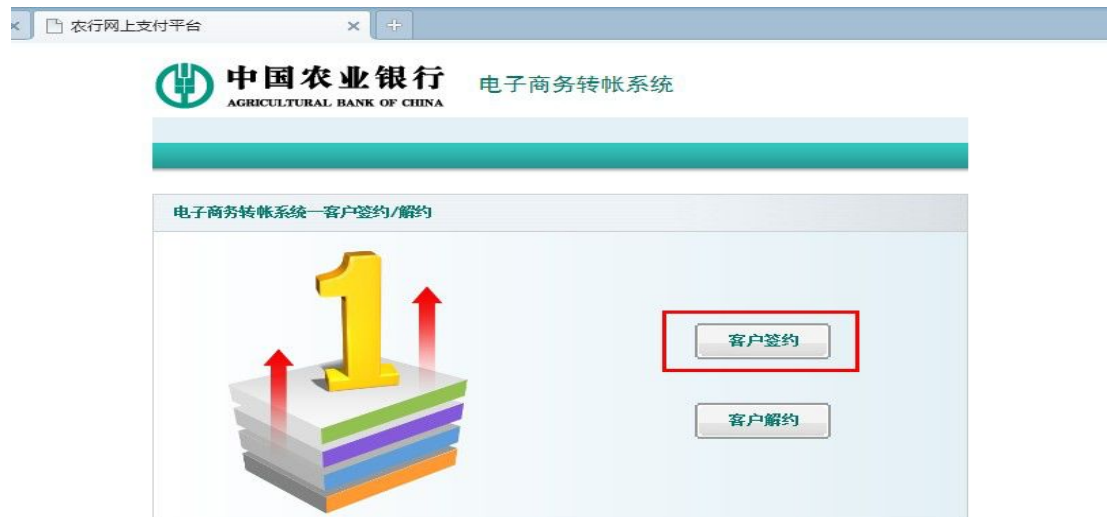 农行网上支付平台
中国农业银行 电子商务转帐系统
AGRICULTURAL BANK OF CHINA
电子商务转帐系统—客户签约/解约
1
客户签约
客户解约